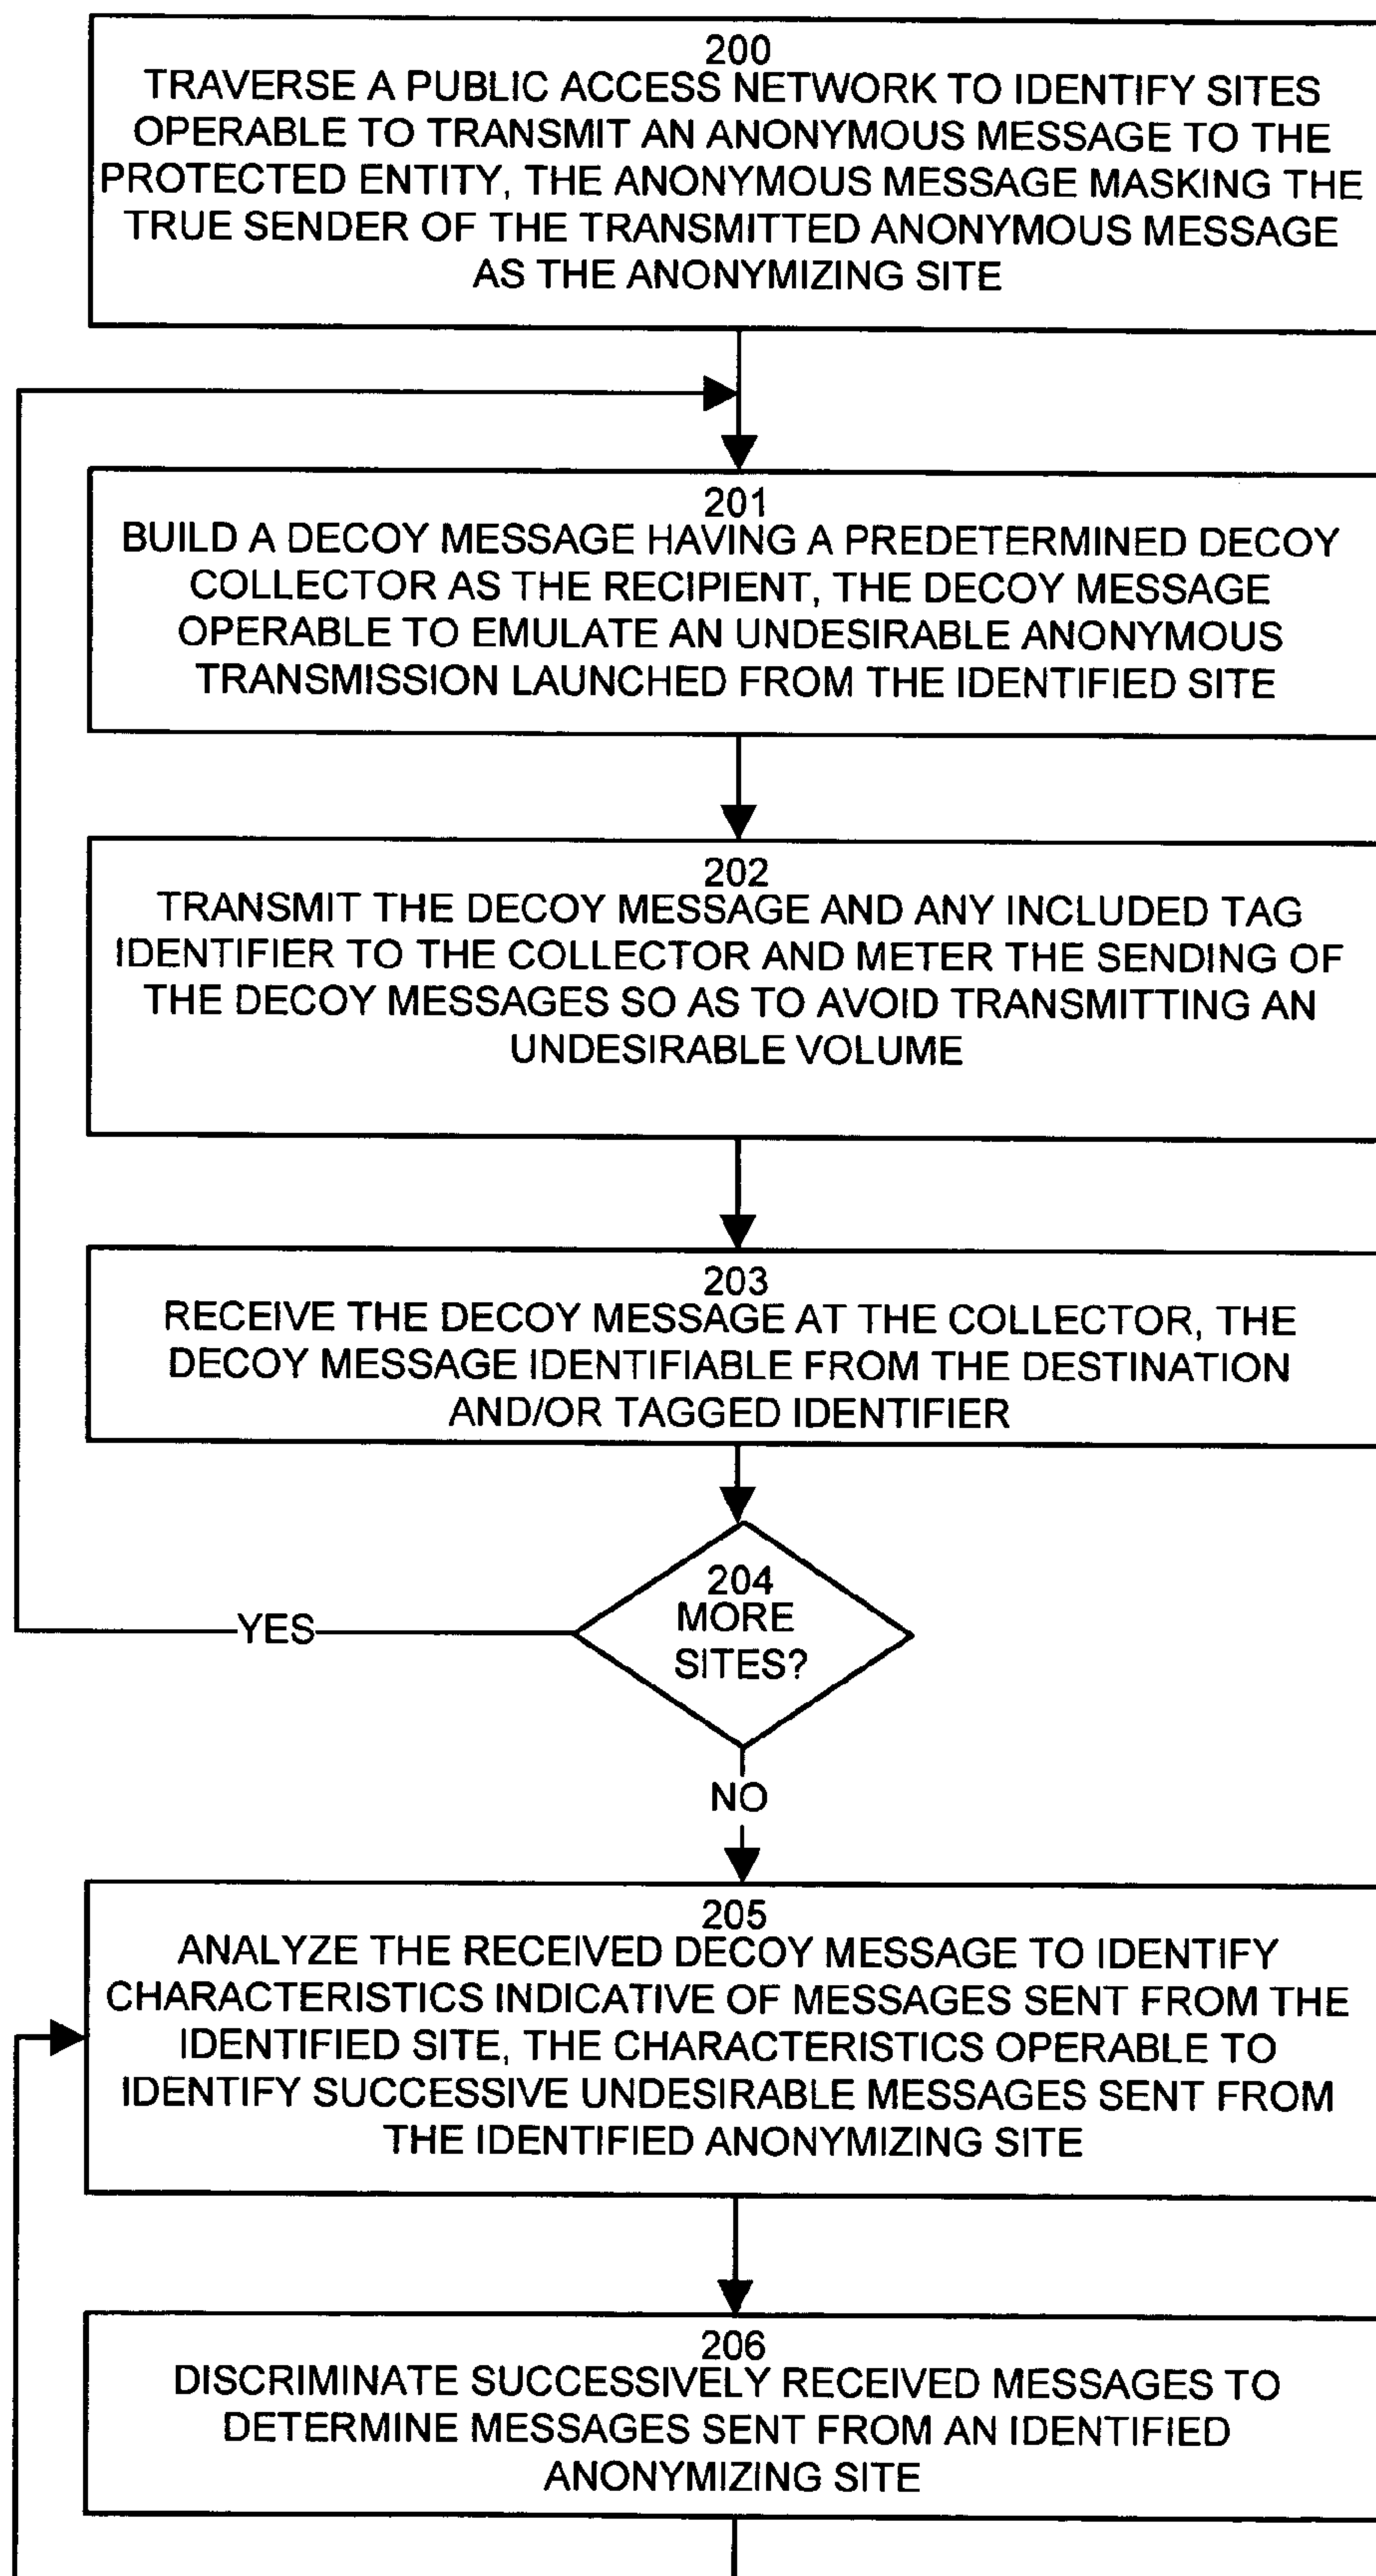 200
TRAVERSE A PUBLIC ACCESS NETWORK TO IDENTIFY SITES
OPERABLE TO TRANSMIT AN ANONYMOUS MESSAGE TO THE
PROTECTED ENTITY, THE ANONYMOUS MESSAGE MASKING THE
TRUE SENDER OF THE TRANSMITTED ANONYMOUS MESSAGE
AS THE ANONYMIZING SITE
201
BUILD A DECOY MESSAGE HAVING A PREDETERMINED DECOY
COLLECTOR AS THE RECIPIENT, THE DECOY MESSAGE
OPERABLE TO EMULATE AN UNDESIRABLE ANONYMOUS
TRANSMISSION LAUNCHED FROM THE IDENTIFIED SITE
202
TRANSMIT THE DECOY MESSAGE AND ANY INCLUDED TAG
IDENTIFIER TO THE COLLECTOR AND METER THE SENDING OF
THE DECOY MESSAGES SO AS TO AVOID TRANSMITTING AN
UNDESIRABLE VOLUME
203
RECEIVE THE DECOY MESSAGE AT THE COLLECTOR, THE
DECOY MESSAGE IDENTIFIABLE FROM THE DESTINATION
AND/OR TAGGED IDENTIFIER
204
MORE
SITES?
YES
NO
205
ANALYZE THE RECEIVED DECOY MESSAGE TO IDENTIFY
CHARACTERISTICS INDICATIVE OF MESSAGES SENT FROM THE
IDENTIFIED SITE, THE CHARACTERISTICS OPERABLE TO
IDENTIFY SUCCESSIVE UNDESIRABLE MESSAGES SENT FROM
THE IDENTIFIED ANONYMIZING SITE
206
DISCRIMINATE SUCCESSIVELY RECEIVED MESSAGES TO
DETERMINE MESSAGES SENT FROM AN IDENTIFIED
ANONYMIZING SITE